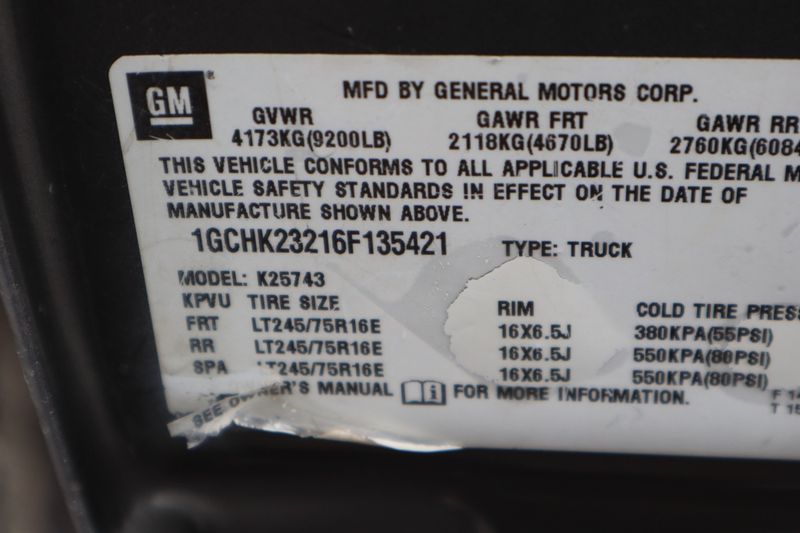 GM ® MFD BY GENERAL MOTORS CORP.
GVWR GAWR FRT GAWR RR
4173KG(9200LB) 2118KG(4670LB) 2760KG(6084
THIS VEHICLE CONFORMS TO ALL APPLICABLE U.S. FEDERAL M
VEHICLE SAFETY STANDARDS IN EFFECT ON THE DATE OF
MANUFACTURE SHOWN ABOVE.
1GCHK23216F135421 TYPE: TRUCK
MODEL: K25743
KPVU TIRE SIZE RIM COLD TIRE PRESS
FRT LT245/75R16E 16X6.5J 380KPA(55PSI)
RR LT245/75R16E 16X6.5J 550KPA(80PSI)
SPA LT245/75R16E 16X6.5J 550KPA(80PSI)
SEE OWNER'S MANUAL i FOR MORE INFORMATION.
F 14
T 15